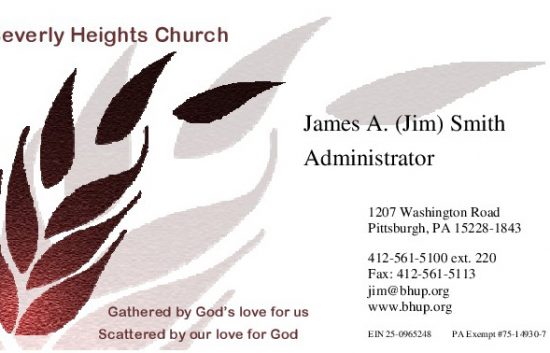 everly Heights Church
James A. (Jim) Smith
Administrator
1207 Washington Road
Pittsburgh, PA 15228-1843
412-561-5100 ext. 220
Fax: 412-561-5113
jim@bhup.org
www.bhup.org
Gathered by God's love for us
Scattered by our love for God
EIN 25-0965248 PA Exempt #75-14930-7